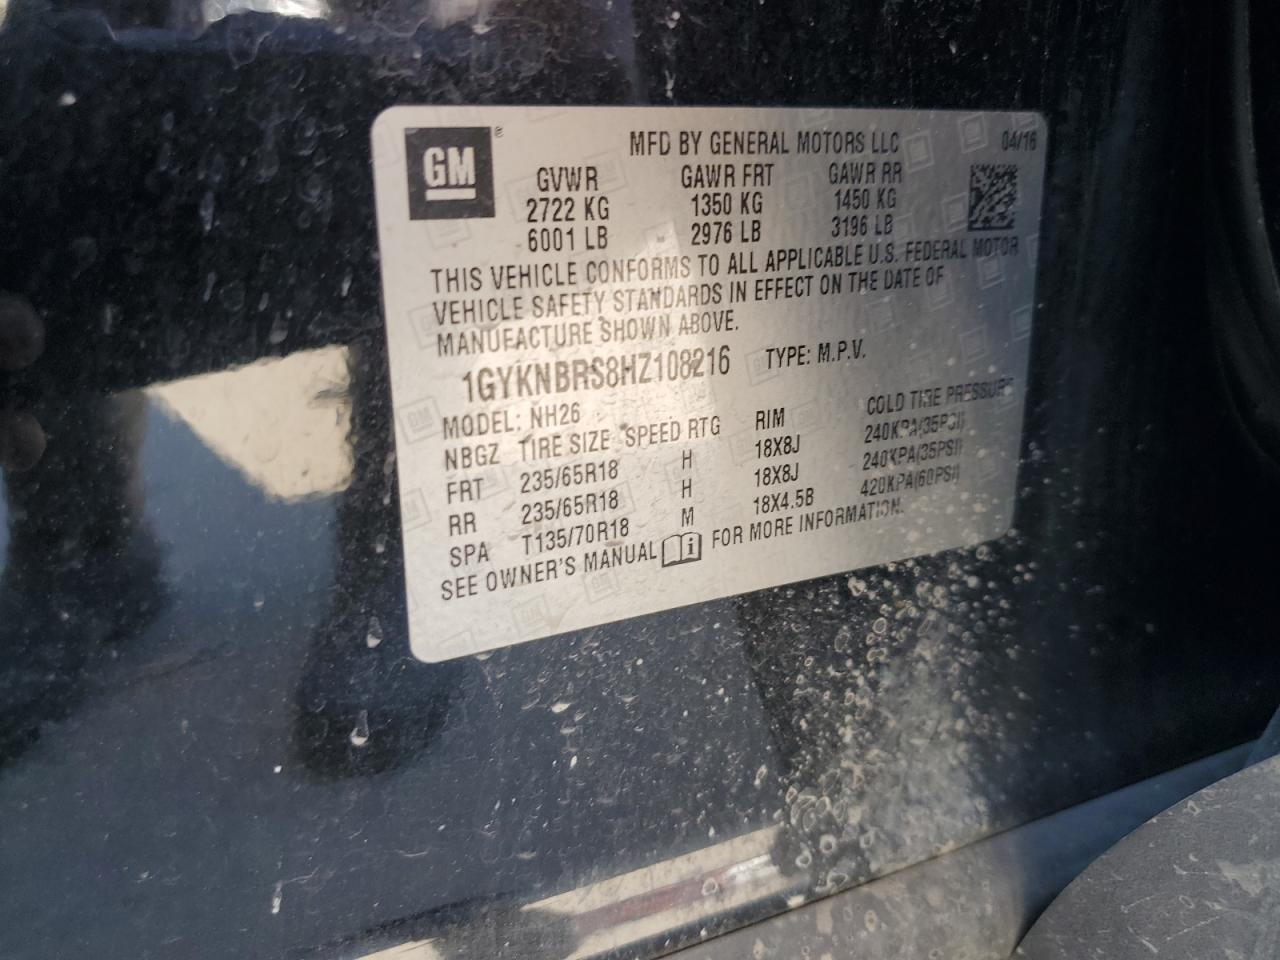 GM ®
MFD BY GENERAL MOTORS LLC 04/16
GVWR GAWR FRT GAWR RR
2722 KG 1350 KG 1450 KG
6001 LB 2976 LB 3196 LB
THIS VEHICLE CONFORMS TO ALL APPLICABLE U.S. FEDERAL MOTOR
VEHICLE SAFETY STANDARDS IN EFFECT ON THE DATE OF
MANUFACTURE SHOWN ABOVE.
1GYKNBRS8HZ108216 TYPE: M.P.V.
MODEL: NH26
NBGZ TIRE SIZE SPEED RTG RIM COLD TIRE PRESSURE
FRT 235/65R18 H 18X8J 240KPA(35PSI)
RR 235/65R18 H 18X8J 240KPA(35PSI)
SPA T135/70R18 M 18X4.5B 420KPA(60PSI)
SEE OWNER'S MANUAL FOR MORE INFORMATION.